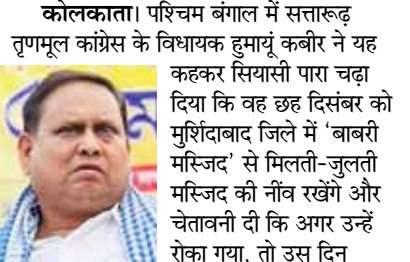 कोलकाता। पश्चिम बंगाल में सत्तारूढ़
तृणमूल कांग्रेस के विधायक हुमायूं कबीर ने यह
कहकर सियासी पारा चढ़ा
दिया कि वह छह दिसंबर को
मुर्शिदाबाद जिले में ‘बाबरी
मस्जिद’ से मिलती-जुलती
मस्जिद की नींव रखेंगे और
चेतावनी दी कि अगर उन्हें
रोका गया, तो उस दिन